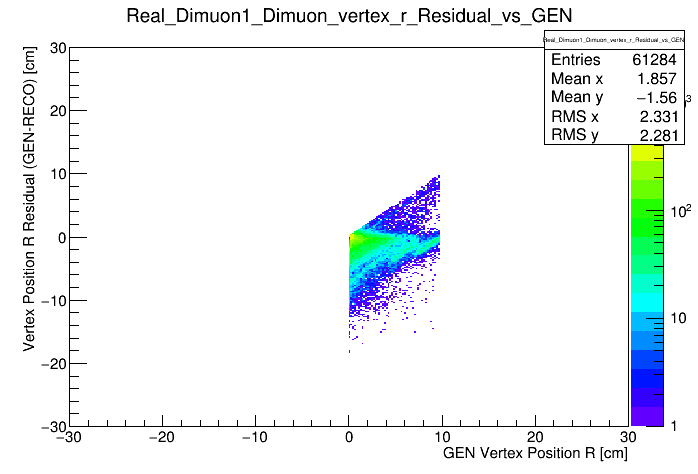 Real_Dimuon1_Dimuon_vertex_r_Residual_vs_GEN
Real_Dimuon1_Dimuon_vertex_r_Residual_vs_GEN
Entries 61284
Mean x 1.857
Mean y −1.56
RMS x 2.331
RMS y 2.281
Vertex Position R Residual (GEN-RECO) [cm]
30
20
10
0
−10
−20
−30
−30 −20 −10 0 10 20 30
GEN Vertex Position R [cm]
10²
10
1